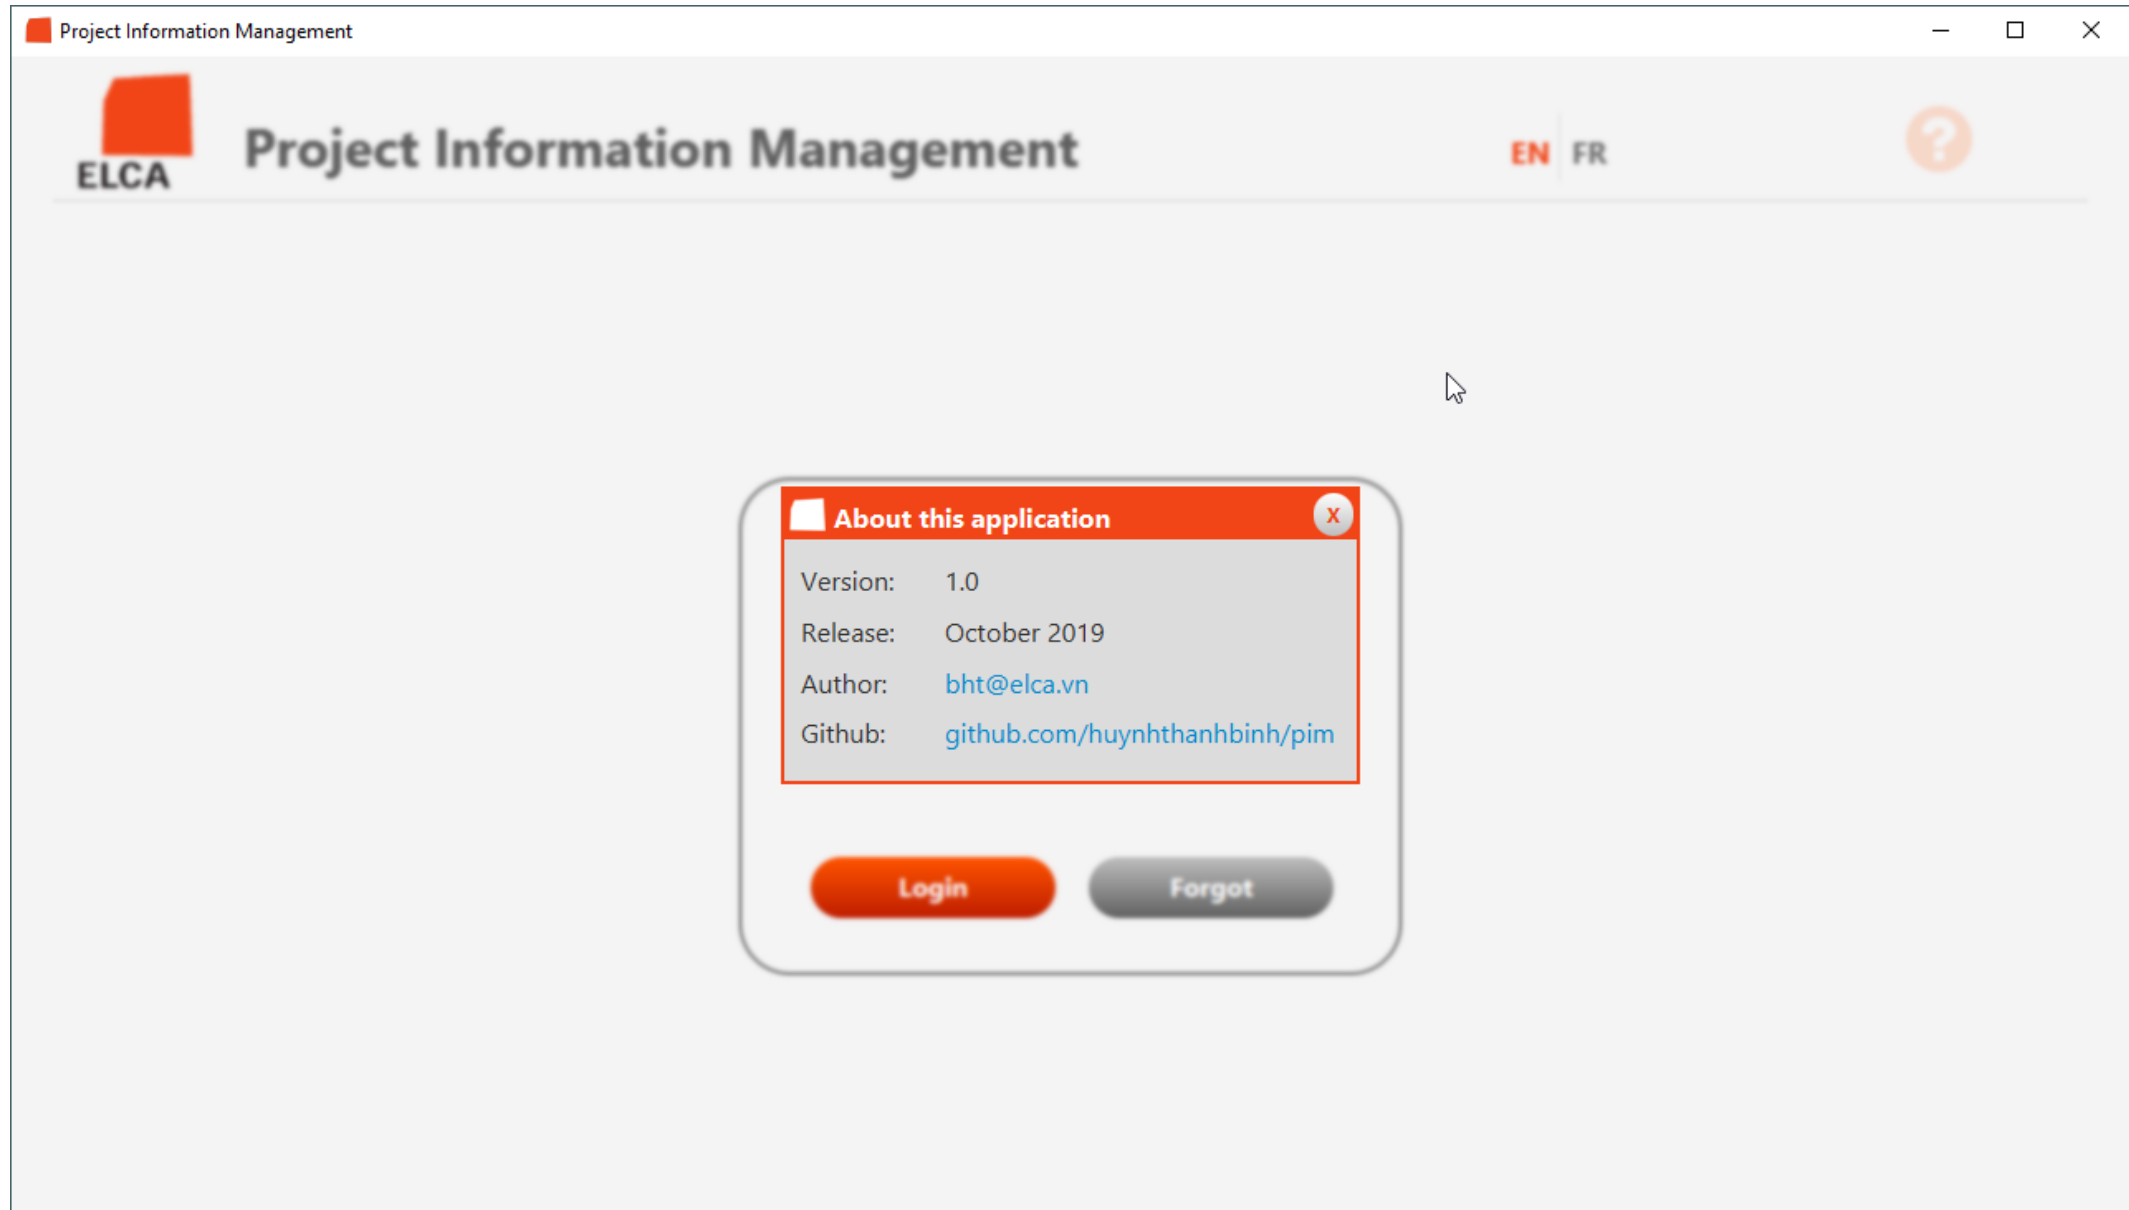 Project Information Management
ELCA
Project Information Management
EN FR
?
About this application
X
Version: 1.0
Release: October 2019
Author: bht@elca.vn
Github: github.com/huynhthanhbinh/pim
Login Forgot